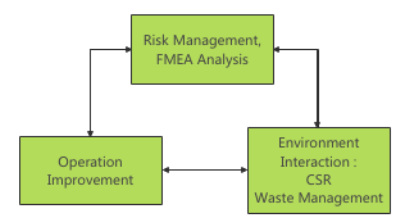 Risk Management,
FMEA Analysis
Operation
Improvement
Environment
Interaction :
CSR
Waste Management